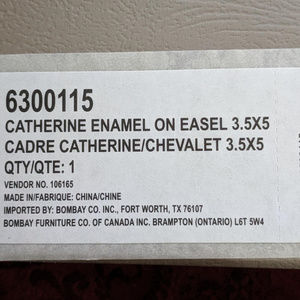 6300115
CATHERINE ENAMEL ON EASEL 3.5X5
CADRE CATHERINE/CHEVALET 3.5X5
QTY/QTE: 1
VENDOR NO. 106165
MADE IN/FABRIQUE: CHINA/CHINE
IMPORTED BY: BOMBAY CO. INC., FORT WORTH, TX 76107
BOMBAY FURNITURE CO. OF CANADA INC. BRAMPTON (ONTARIO) L6T 5W4